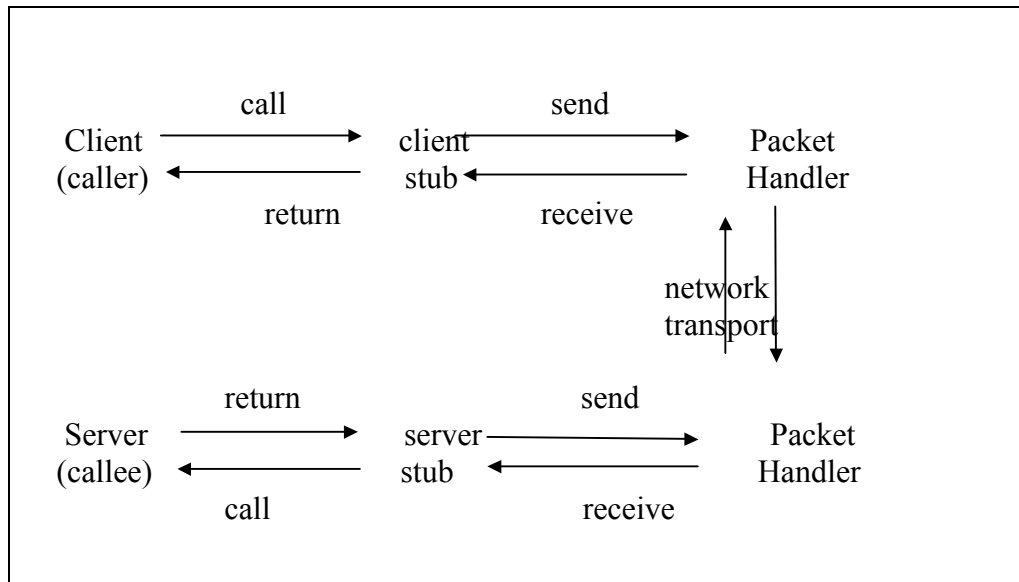 call send
Client client Packet
(caller) stub Handler
return receive
network
transport
return send
Server server Packet
(callee) stub Handler
call receive